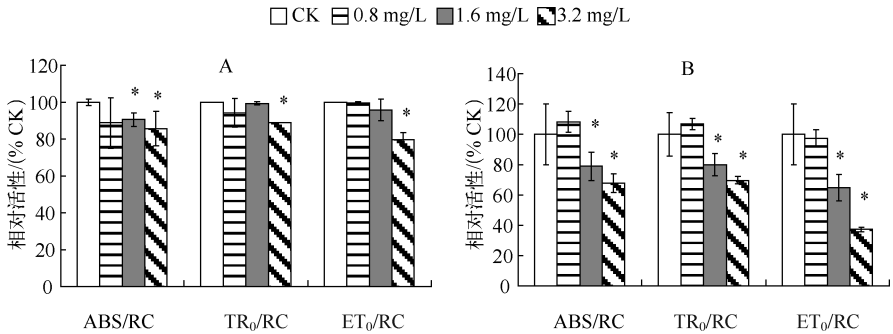 CK 0.8 mg/L 1.6 mg/L 3.2 mg/L
A
相对活性/(% CK)
120
100
80
60
40
20
0
* * * *
ABS/RC TR₀/RC ET₀/RC
B
相对活性/(% CK)
140
120
100
80
60
40
20
0
* * * * * *
ABS/RC TR₀/RC ET₀/RC